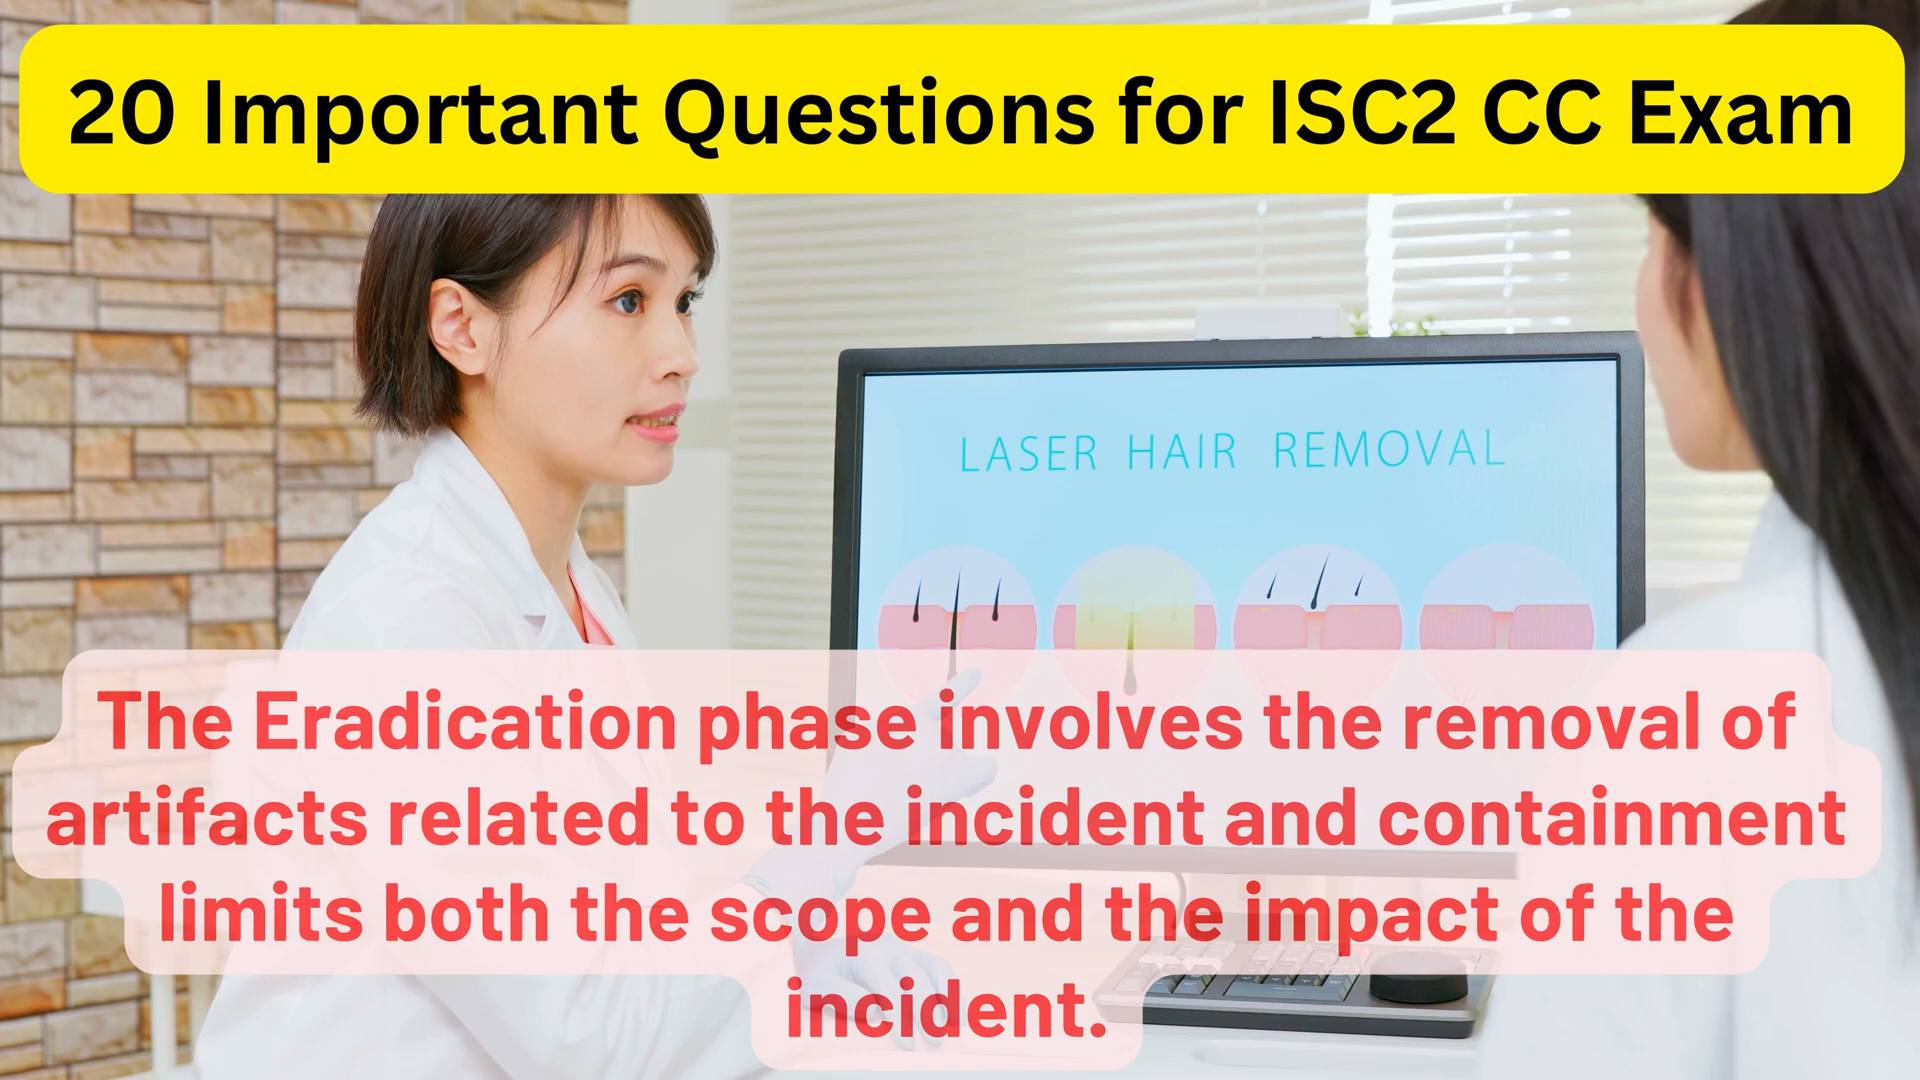 20 Important Questions for ISC2 CC Exam
LASER HAIR REMOVAL
The Eradication phase involves the removal of
artifacts related to the incident and containment
limits both the scope and the impact of the
incident.